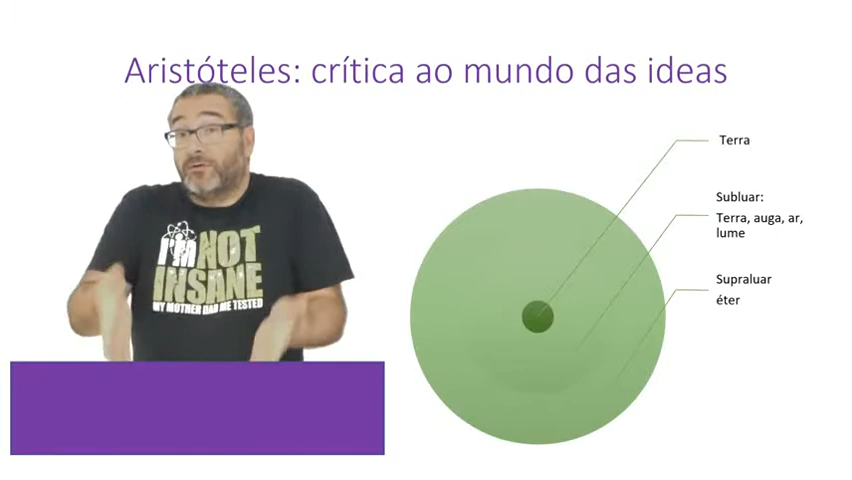 Aristóteles: crítica ao mundo das ideas
I'M NOT
INSANE
MY MOTHER HAD ME TESTED
Terra
Subluar:
Terra, auga, ar,
lume
Supraluar
éter